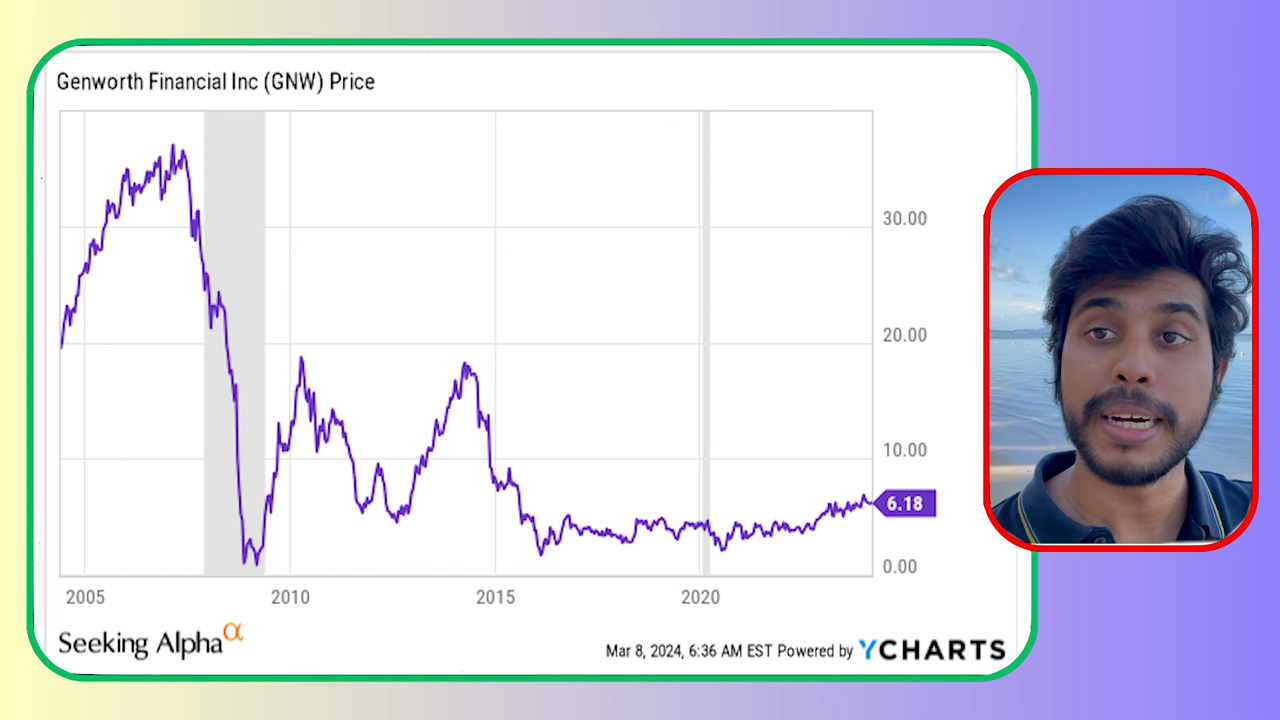 Genworth Financial Inc (GNW) Price
30.00
20.00
10.00
6.18
0.00
2005 2010 2015 2020
Seeking Alphaα
Mar 8, 2024, 6:36 AM EST Powered by YCHARTS